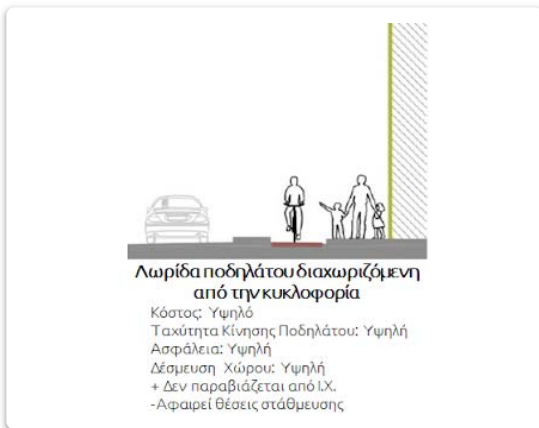 Λωρίδα ποδηλάτου διαχωριζόμενη
από την κυκλοφορία
Κόστος: Υψηλό
Ταχύτητα Κίνησης Ποδηλάτου: Υψηλή
Ασφάλεια: Υψηλή
Δέσμευση Χώρου: Υψηλή
+ Δεν παραβιάζεται από Ι.Χ.
-Αφαιρεί θέσεις στάθμευσης